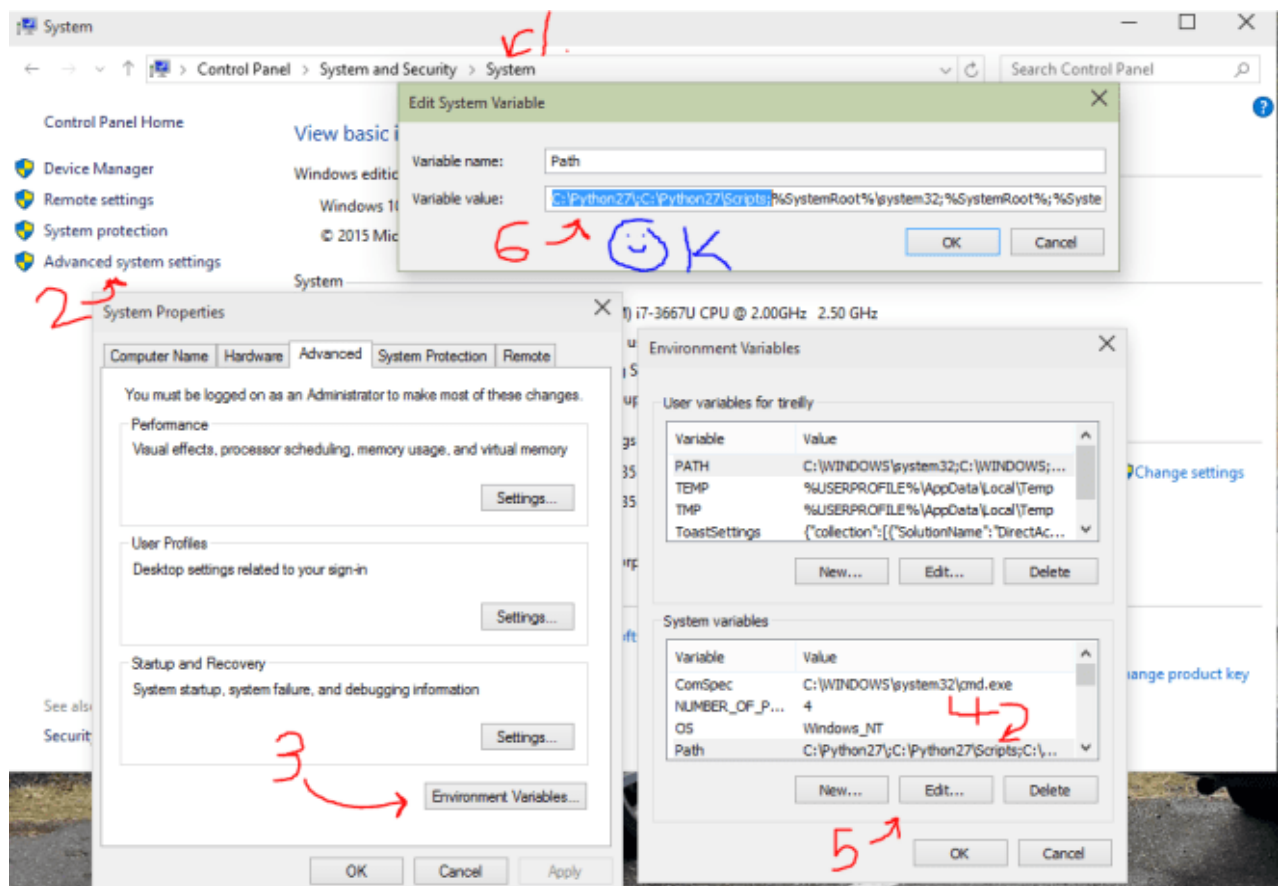 System
1.
Control Panel > System and Security > System
Search Control Panel
Control Panel Home
Device Manager
Remote settings
System protection
Advanced system settings
2
View basic i
Windows editic
Windows 10
© 2015 Mic
System
Edit System Variable
Variable name: Path
Variable value: C:\Python27\;C:\Python27\Scripts;%SystemRoot%\system32;%SystemRoot%;%Syste
6
OK
OK Cancel
i7-3667U CPU @ 2.00GHz 2.50 GHz
System Properties
Computer Name Hardware Advanced System Protection Remote
You must be logged on as an Administrator to make most of these changes.
Performance
Visual effects, processor scheduling, memory usage, and virtual memory
Settings...
User Profiles
Desktop settings related to your sign-in
Settings...
Startup and Recovery
System startup, system failure, and debugging information
Settings...
3
Environment Variables...
OK Cancel Apply
See als
Securit
Environment Variables
User variables for tireilly
Variable Value
PATH C:\WINDOWS\system32;C:\WINDOWS;...
TEMP %USERPROFILE%\AppData\Local\Temp
TMP %USERPROFILE%\AppData\Local\Temp
ToastSettings {"collection":[{"SolutionName":"DirectAc...
New... Edit... Delete
System variables
Variable Value
ComSpec C:\WINDOWS\system32\cmd.exe
NUMBER_OF_P... 4
OS Windows_NT
Path C:\Python27\;C:\Python27\Scripts;C:\...
4
New... Edit... Delete
5
OK Cancel
Change settings
ange product key